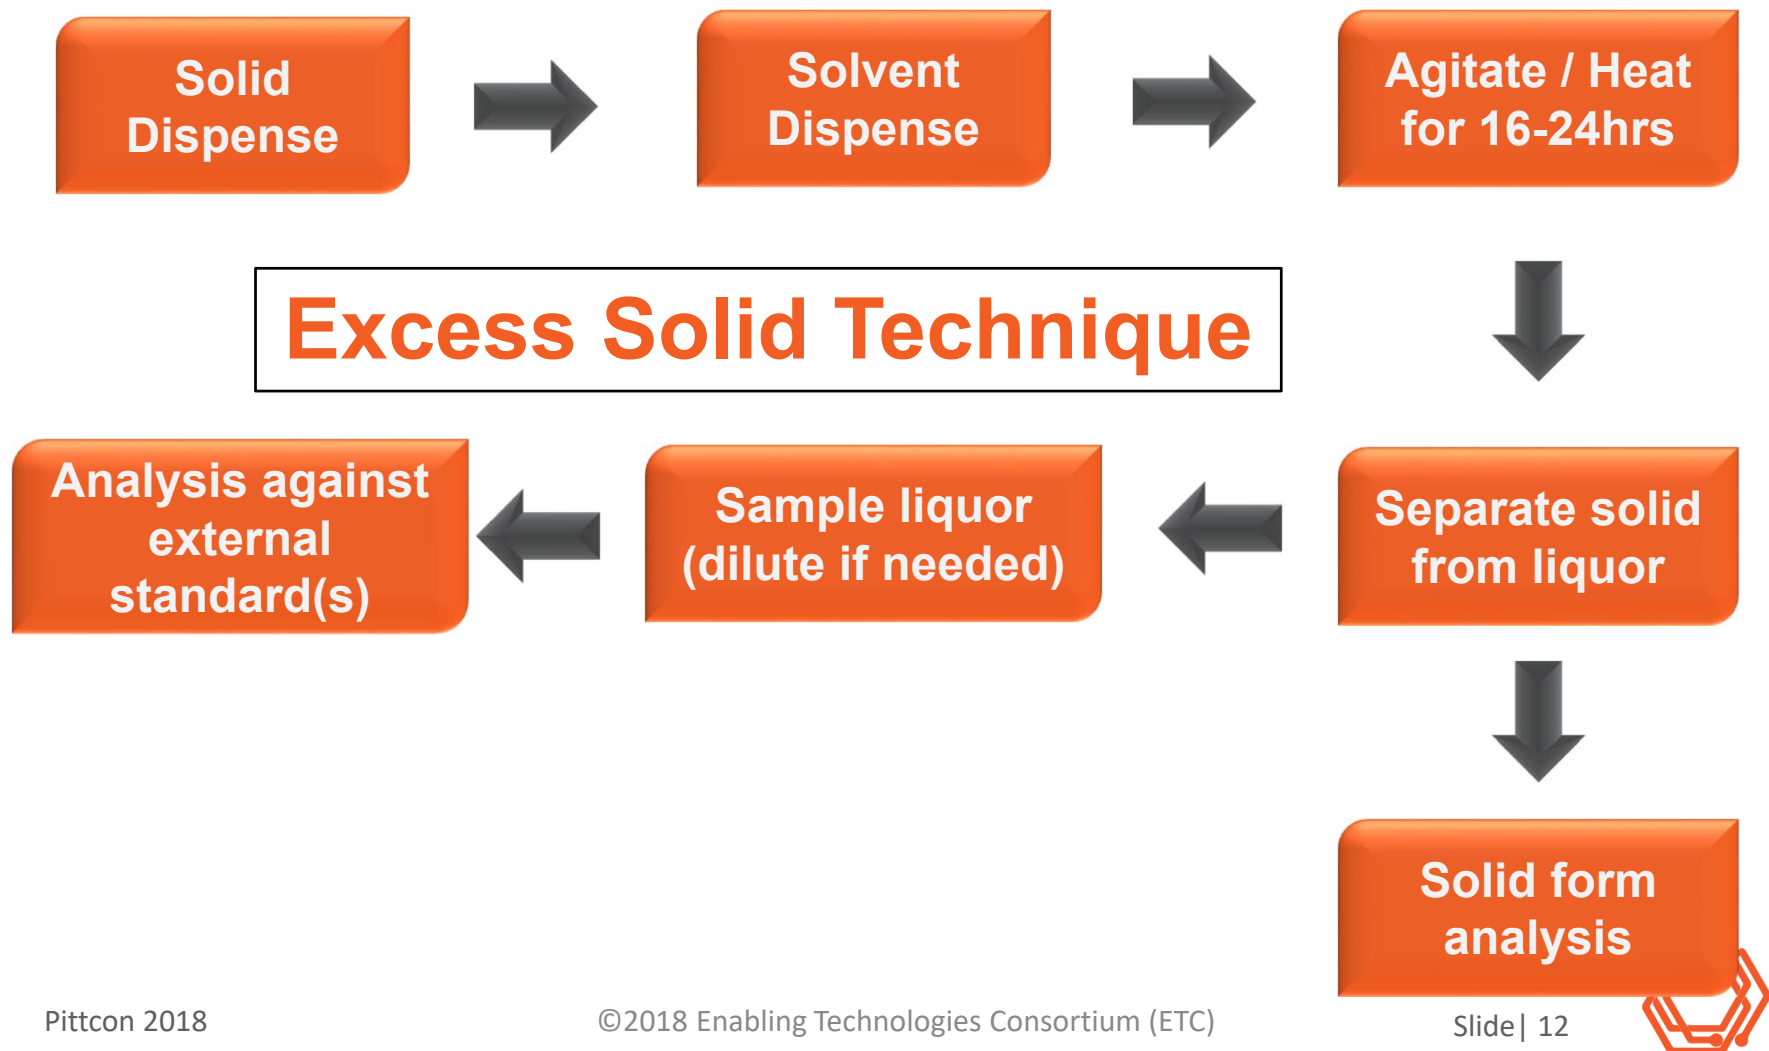 Solid
Dispense
Solvent
Dispense
Agitate / Heat
for 16-24hrs
Excess Solid Technique
Separate solid
from liquor
Sample liquor
(dilute if needed)
Analysis against
external
standard(s)
Solid form
analysis
Pittcon 2018
©2018 Enabling Technologies Consortium (ETC)
Slide| 12